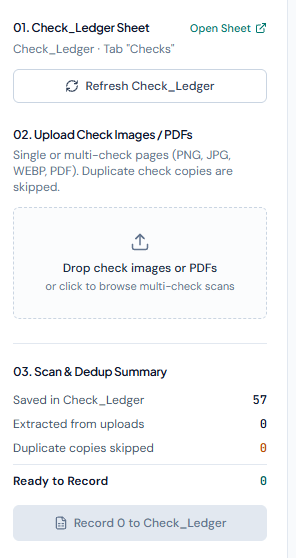 01. Check_Ledger Sheet Open Sheet
Check_Ledger · Tab "Checks"
Refresh Check_Ledger
02. Upload Check Images / PDFs
Single or multi-check pages (PNG, JPG,
WEBP, PDF). Duplicate check copies are
skipped.
Drop check images or PDFs
or click to browse multi-check scans
03. Scan & Dedup Summary
Saved in Check_Ledger 57
Extracted from uploads 0
Duplicate copies skipped 0
Ready to Record 0
Record 0 to Check_Ledger